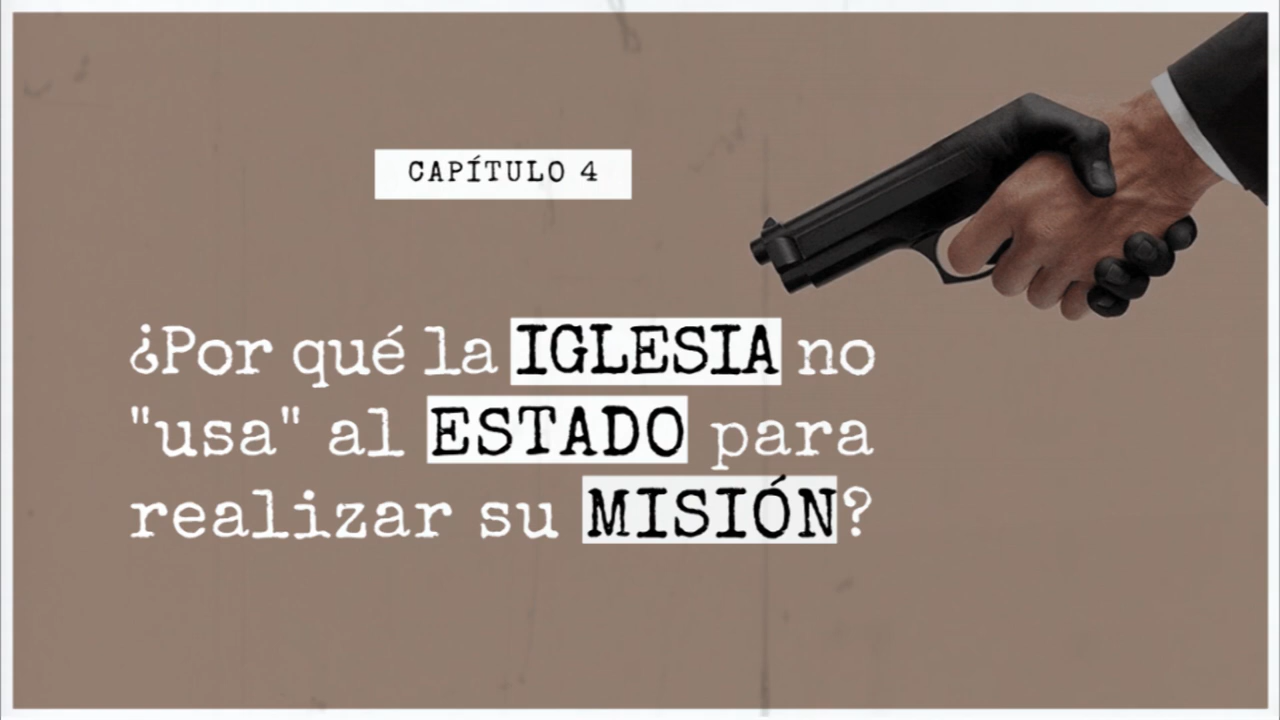 CAPÍTULO 4
¿Por qué la IGLESIA no
"usa" al ESTADO para
realizar su MISIÓN?